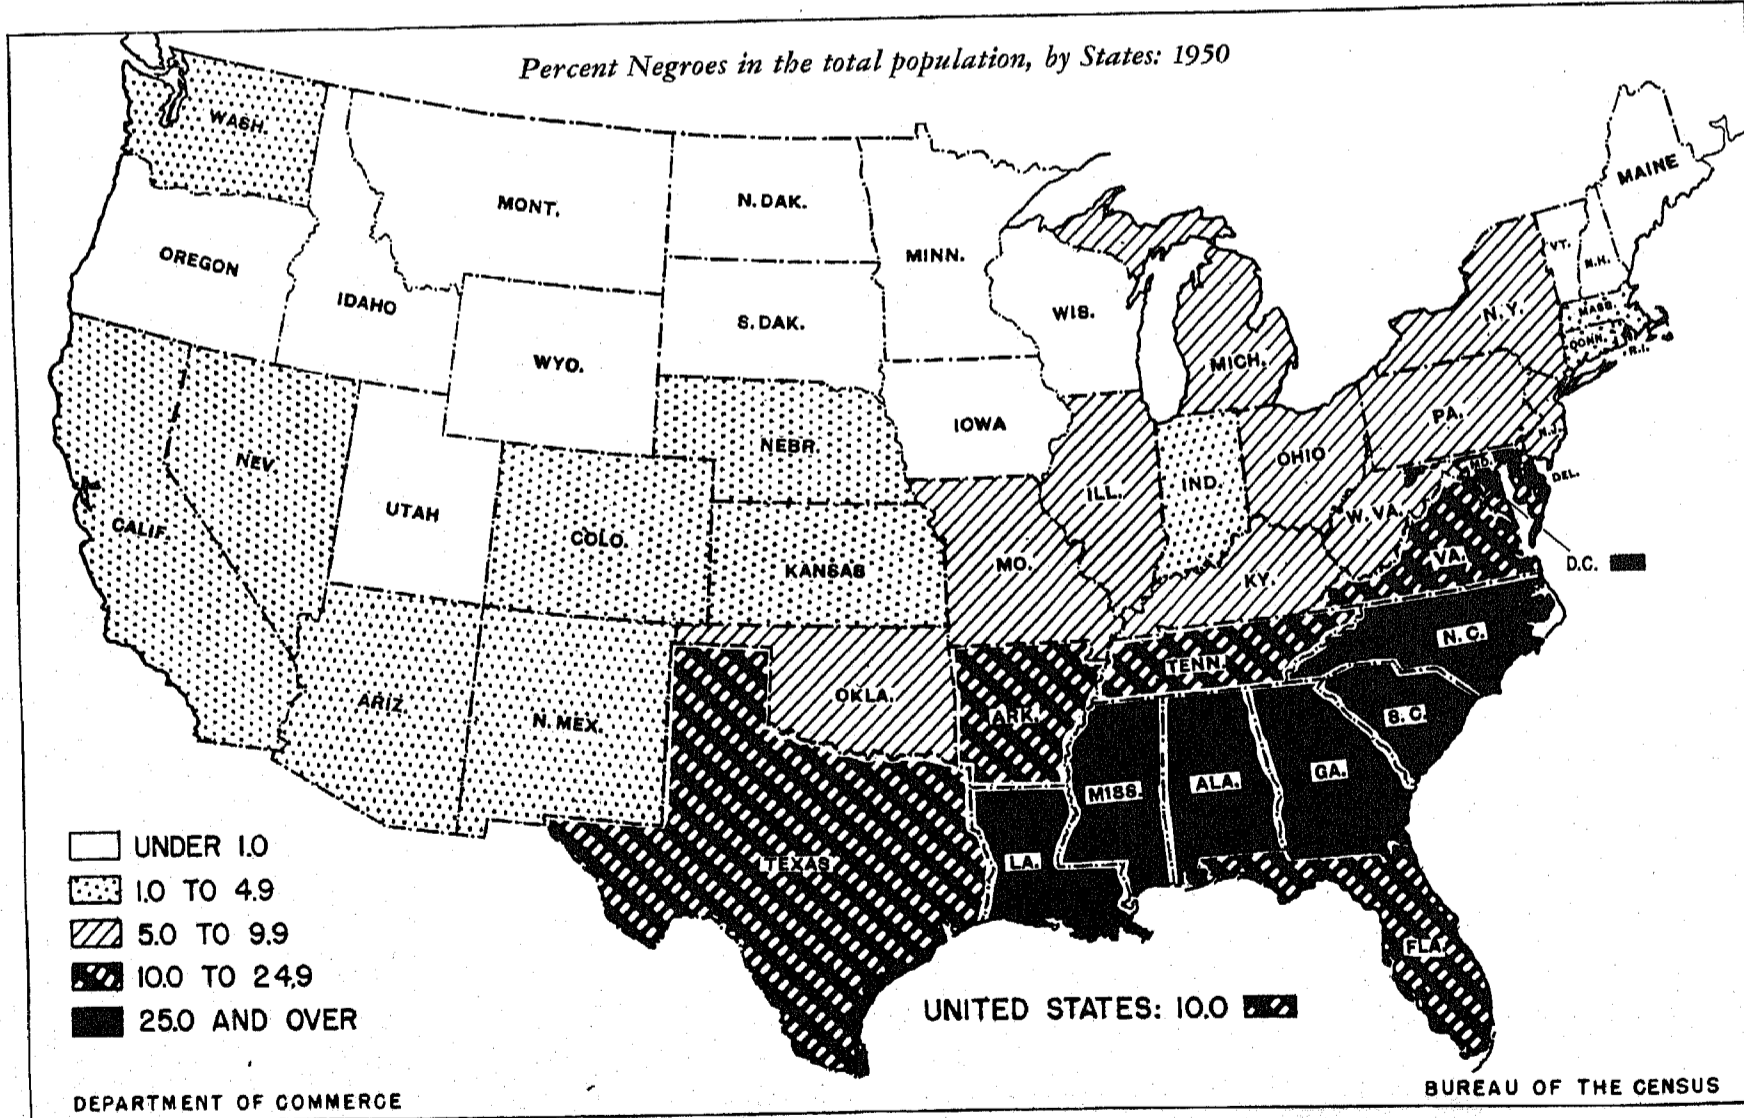 Percent Negroes in the total population, by States: 1950
WASH.
MAINE
MONT.
N. DAK.
OREGON
MINN.
VT.
N.H.
IDAHO
S. DAK.
WIS.
N.Y.
MASS.
CONN.
R.I.
WYO.
MICH.
NEBR.
IOWA
PA.
N.J.
NEV.
OHIO
MD.
DEL.
UTAH
ILL.
IND.
W. VA.
CALIF.
COLO.
KANSAS
MO.
KY.
VA.
D.C.
N. C.
TENN.
ARIZ.
N. MEX.
OKLA.
ARK.
S. C.
MISS.
ALA.
GA.
TEXAS
LA.
FLA.
UNDER 1.0
1.0 TO 4.9
5.0 TO 9.9
10.0 TO 24.9
25.0 AND OVER
UNITED STATES: 10.0
DEPARTMENT OF COMMERCE
BUREAU OF THE CENSUS